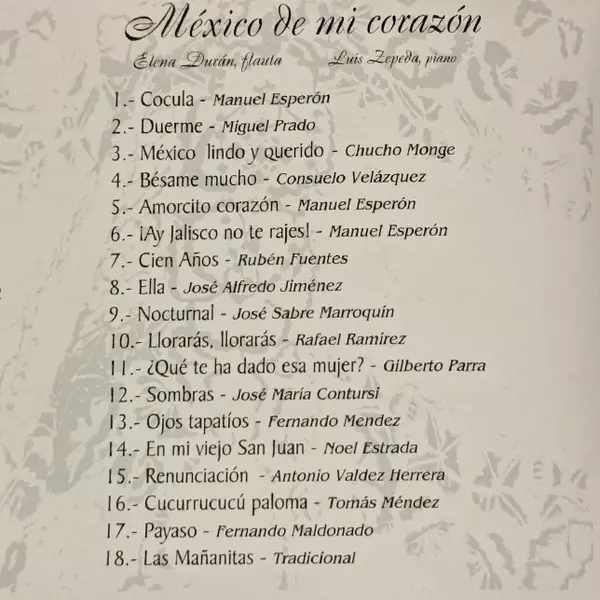 México de mi corazón
Elena Durán, flauta Luis Zepeda, piano
1.- Cocula - Manuel Esperón
2.- Duerme - Miguel Prado
3.- México lindo y querido - Chucho Monge
4.- Bésame mucho - Consuelo Velázquez
5.- Amorcito corazón - Manuel Esperón
6.- ¡Ay Jalisco no te rajes! - Manuel Esperón
7.- Cien Años - Rubén Fuentes
8.- Ella - José Alfredo Jiménez
9.- Nocturnal - José Sabre Marroquín
10.- Llorarás, llorarás - Rafael Ramírez
11.- ¿Qué te ha dado esa mujer? - Gilberto Parra
12.- Sombras - José María Contursi
13.- Ojos tapatíos - Fernando Mendez
14.- En mi viejo San Juan - Noel Estrada
15.- Renunciación - Antonio Valdez Herrera
16.- Cucurrucucú paloma - Tomás Méndez
17.- Payaso - Fernando Maldonado
18.- Las Mañanitas - Tradicional